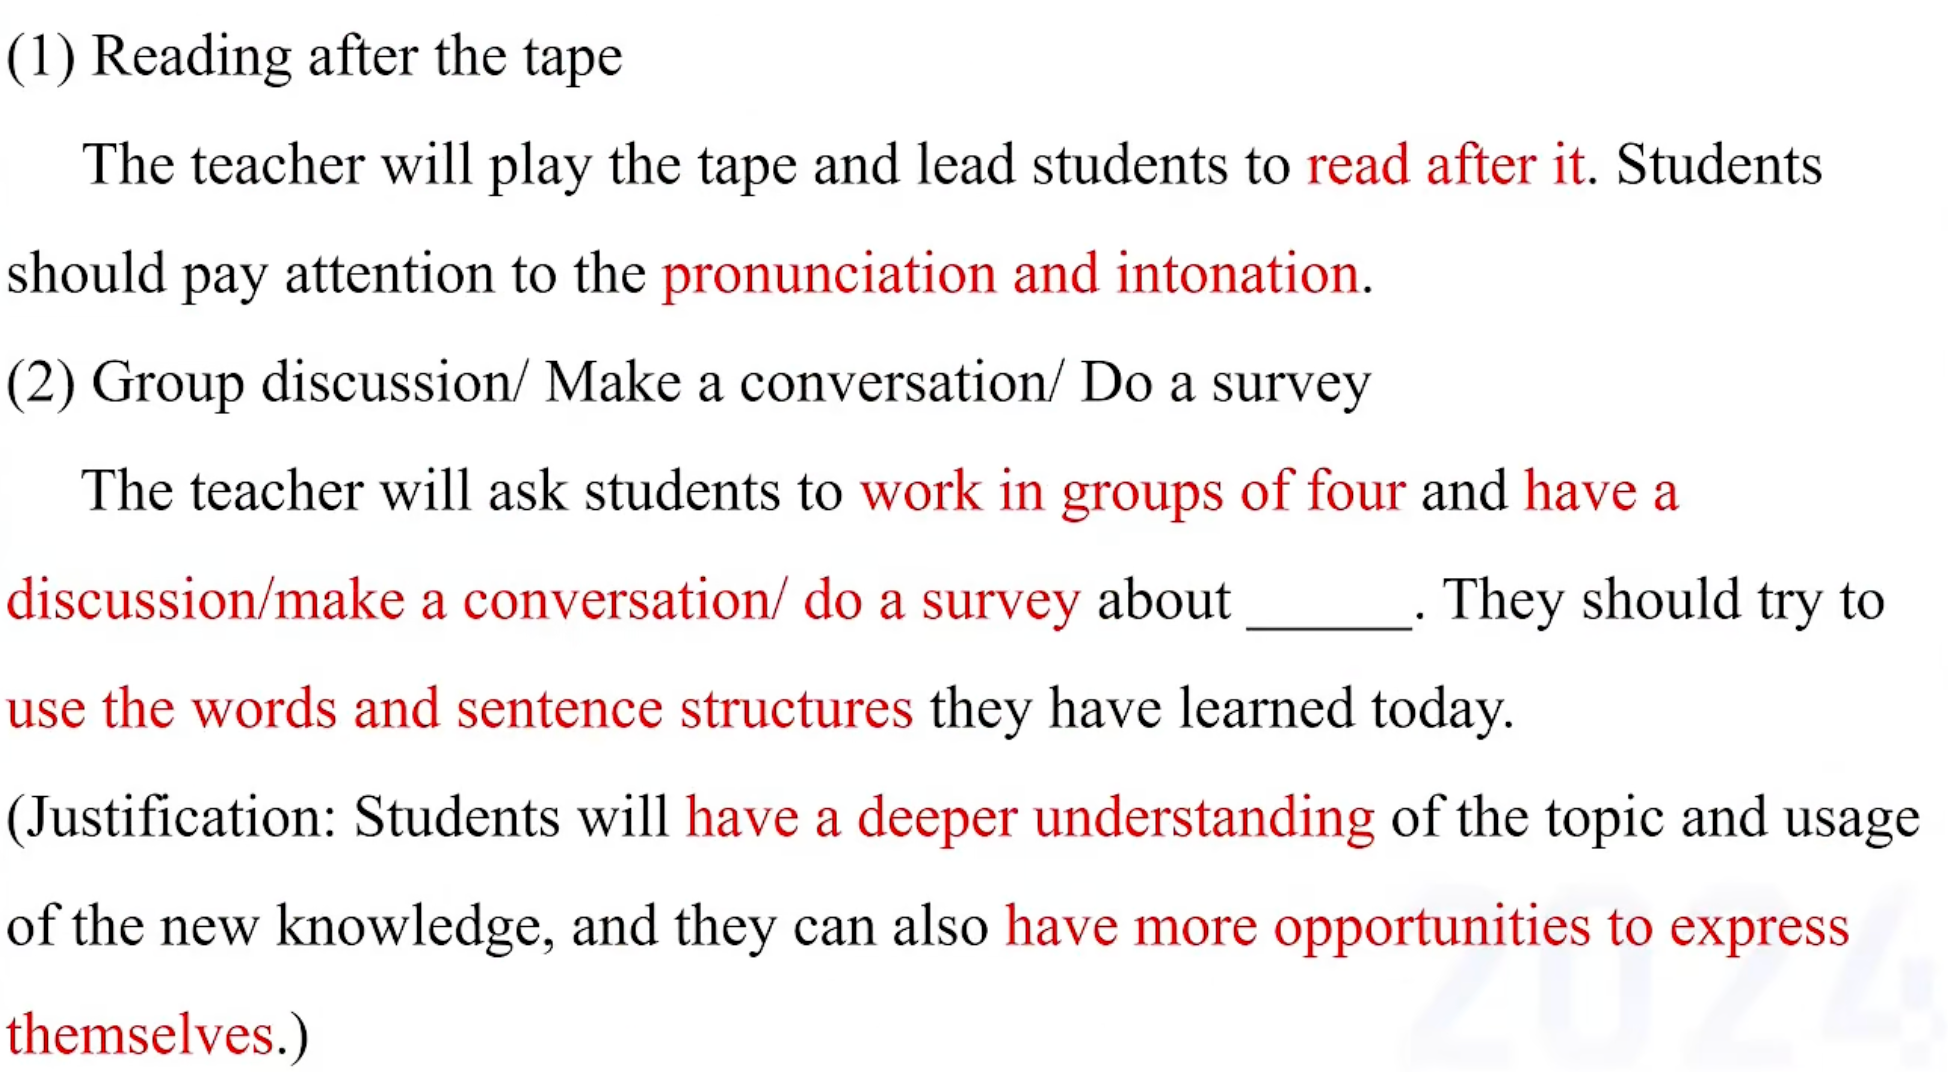 (1) Reading after the tape
The teacher will play the tape and lead students to read after it. Students
should pay attention to the pronunciation and intonation.
(2) Group discussion/ Make a conversation/ Do a survey
The teacher will ask students to work in groups of four and have a
discussion/make a conversation/ do a survey about ______. They should try to
use the words and sentence structures they have learned today.
(Justification: Students will have a deeper understanding of the topic and usage
of the new knowledge, and they can also have more opportunities to express
themselves.)
2024